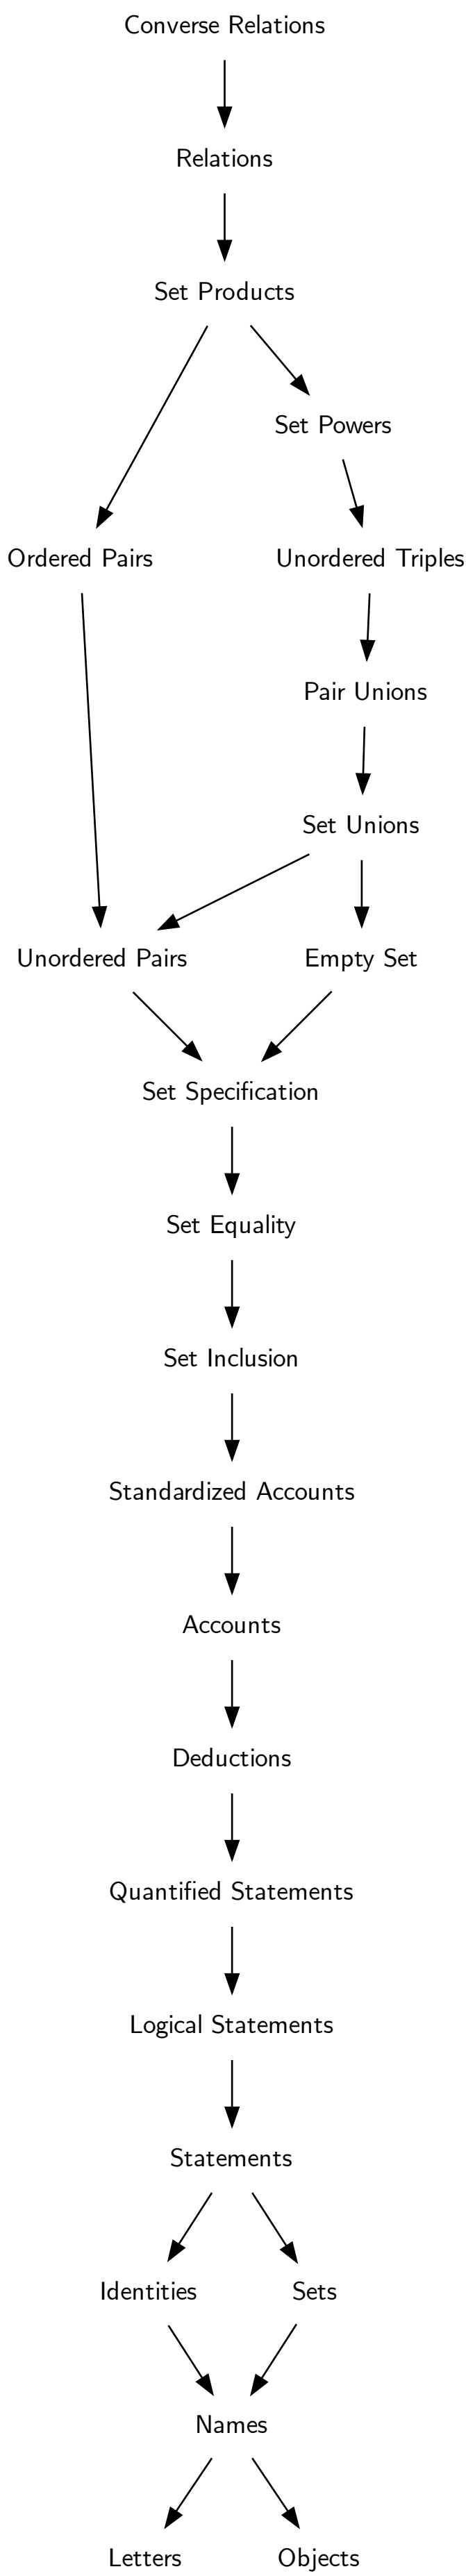 Converse Relations
Relations
Set Products
Set Powers
Ordered Pairs
Unordered Triples
Pair Unions
Set Unions
Unordered Pairs
Empty Set
Set Specification
Set Equality
Set Inclusion
Standardized Accounts
Accounts
Deductions
Quantified Statements
Logical Statements
Statements
Identities
Sets
Names
Letters
Objects